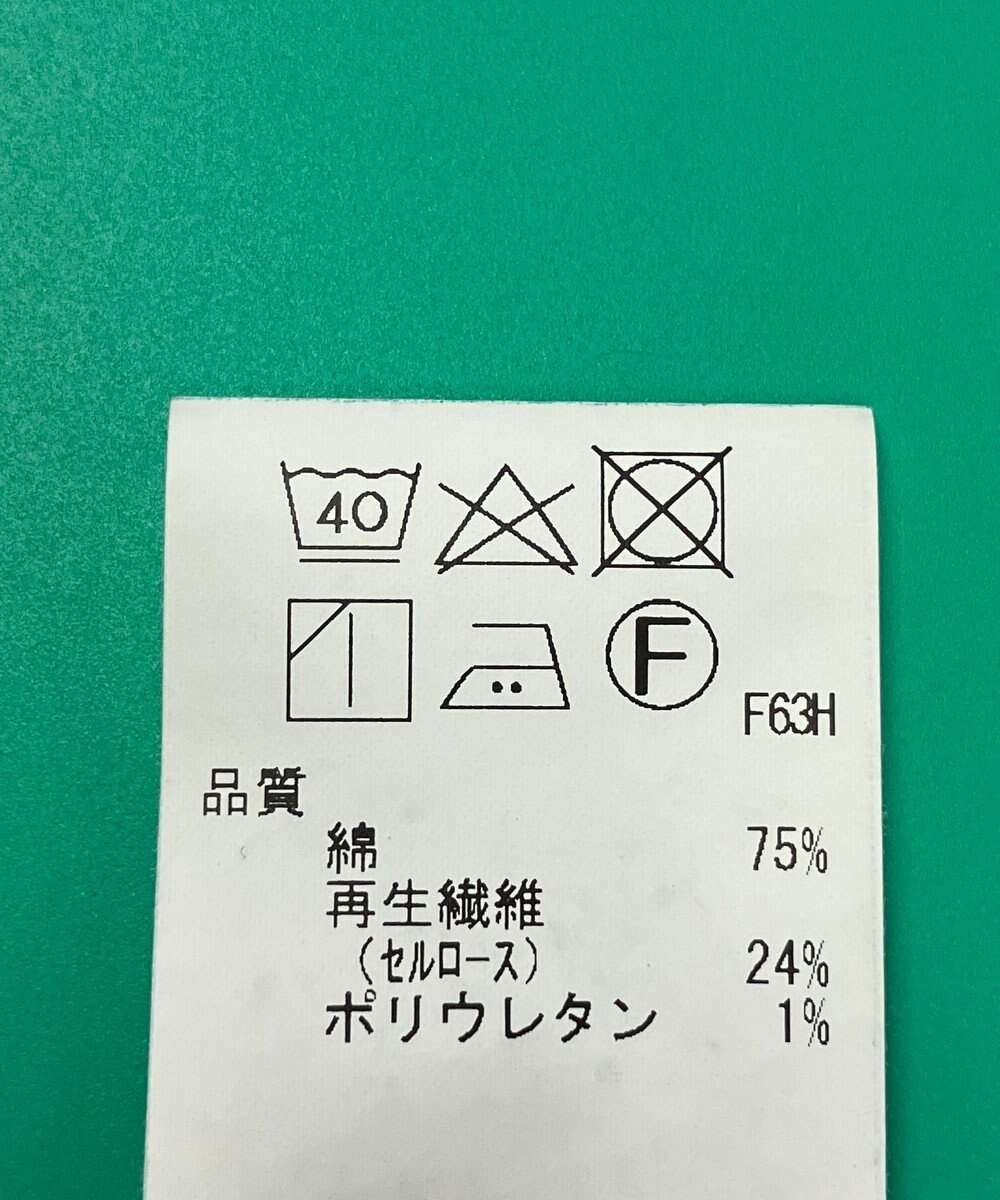 40
F
F63H
品質
綿 75%
再生繊維
(セルロース) 24%
ポリウレタン 1%